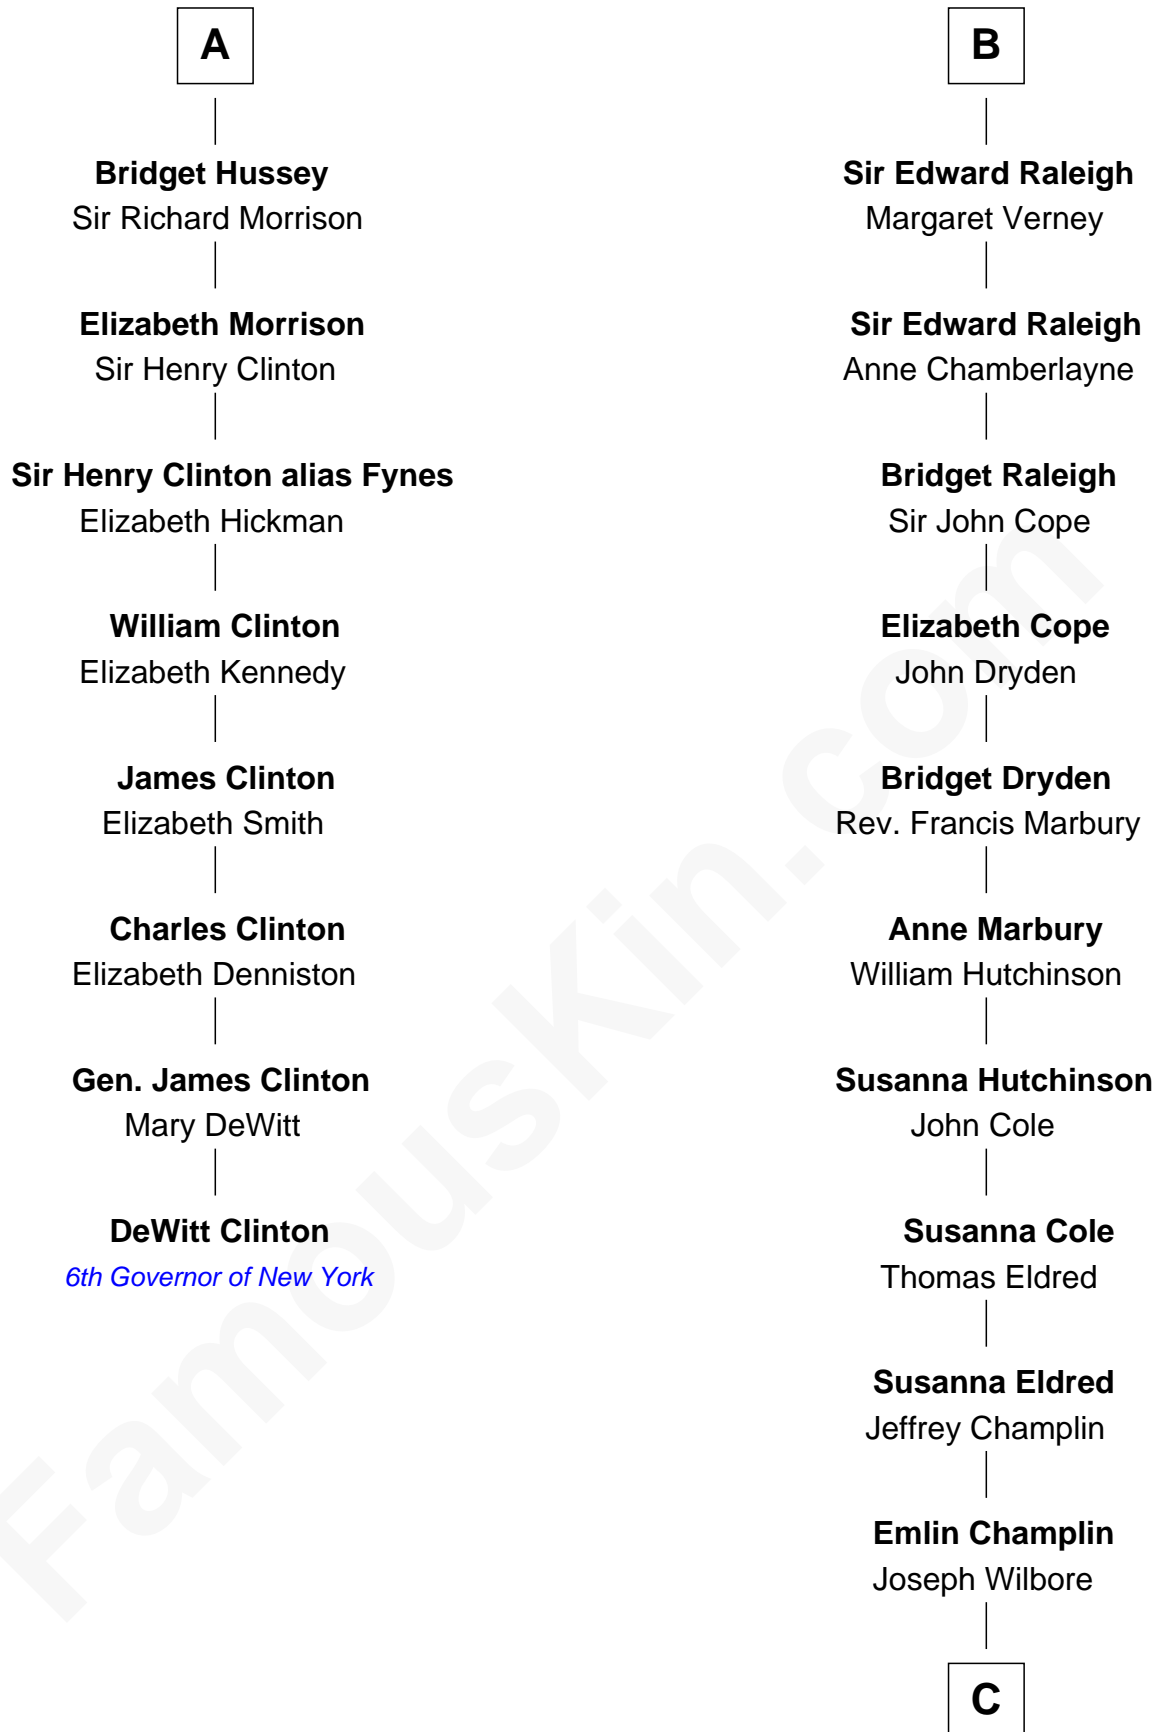 A
Bridget Hussey
Sir Richard Morrison
Elizabeth Morrison
Sir Henry Clinton
Sir Henry Clinton alias Fynes
Elizabeth Hickman
William Clinton
Elizabeth Kennedy
James Clinton
Elizabeth Smith
Charles Clinton
Elizabeth Denniston
Gen. James Clinton
Mary DeWitt
DeWitt Clinton
6th Governor of New York
B
Sir Edward Raleigh
Margaret Verney
Sir Edward Raleigh
Anne Chamberlayne
Bridget Raleigh
Sir John Cope
Elizabeth Cope
John Dryden
Bridget Dryden
Rev. Francis Marbury
Anne Marbury
William Hutchinson
Susanna Hutchinson
John Cole
Susanna Cole
Thomas Eldred
Susanna Eldred
Jeffrey Champlin
Emlin Champlin
Joseph Wilbore
C
FamousKin.com